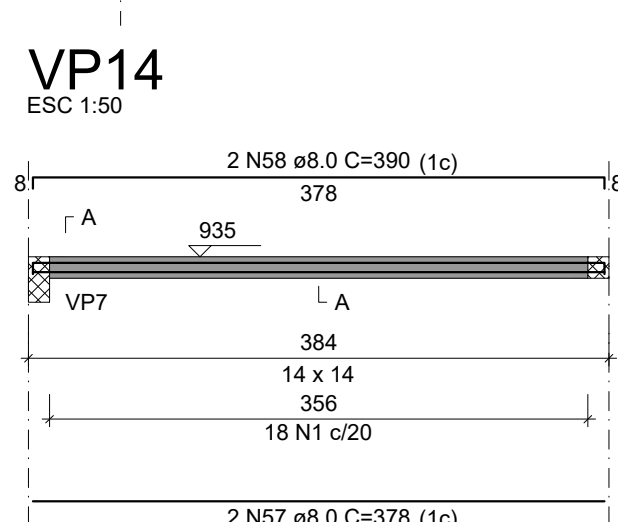 VP14
ESC 1:50
2 N58 ø8.0 C=390 (1c)
8
378
8
A
935
VP7
A
384
14 x 14
356
18 N1 c/20
2 N57 ø8.0 C=378 (1c)